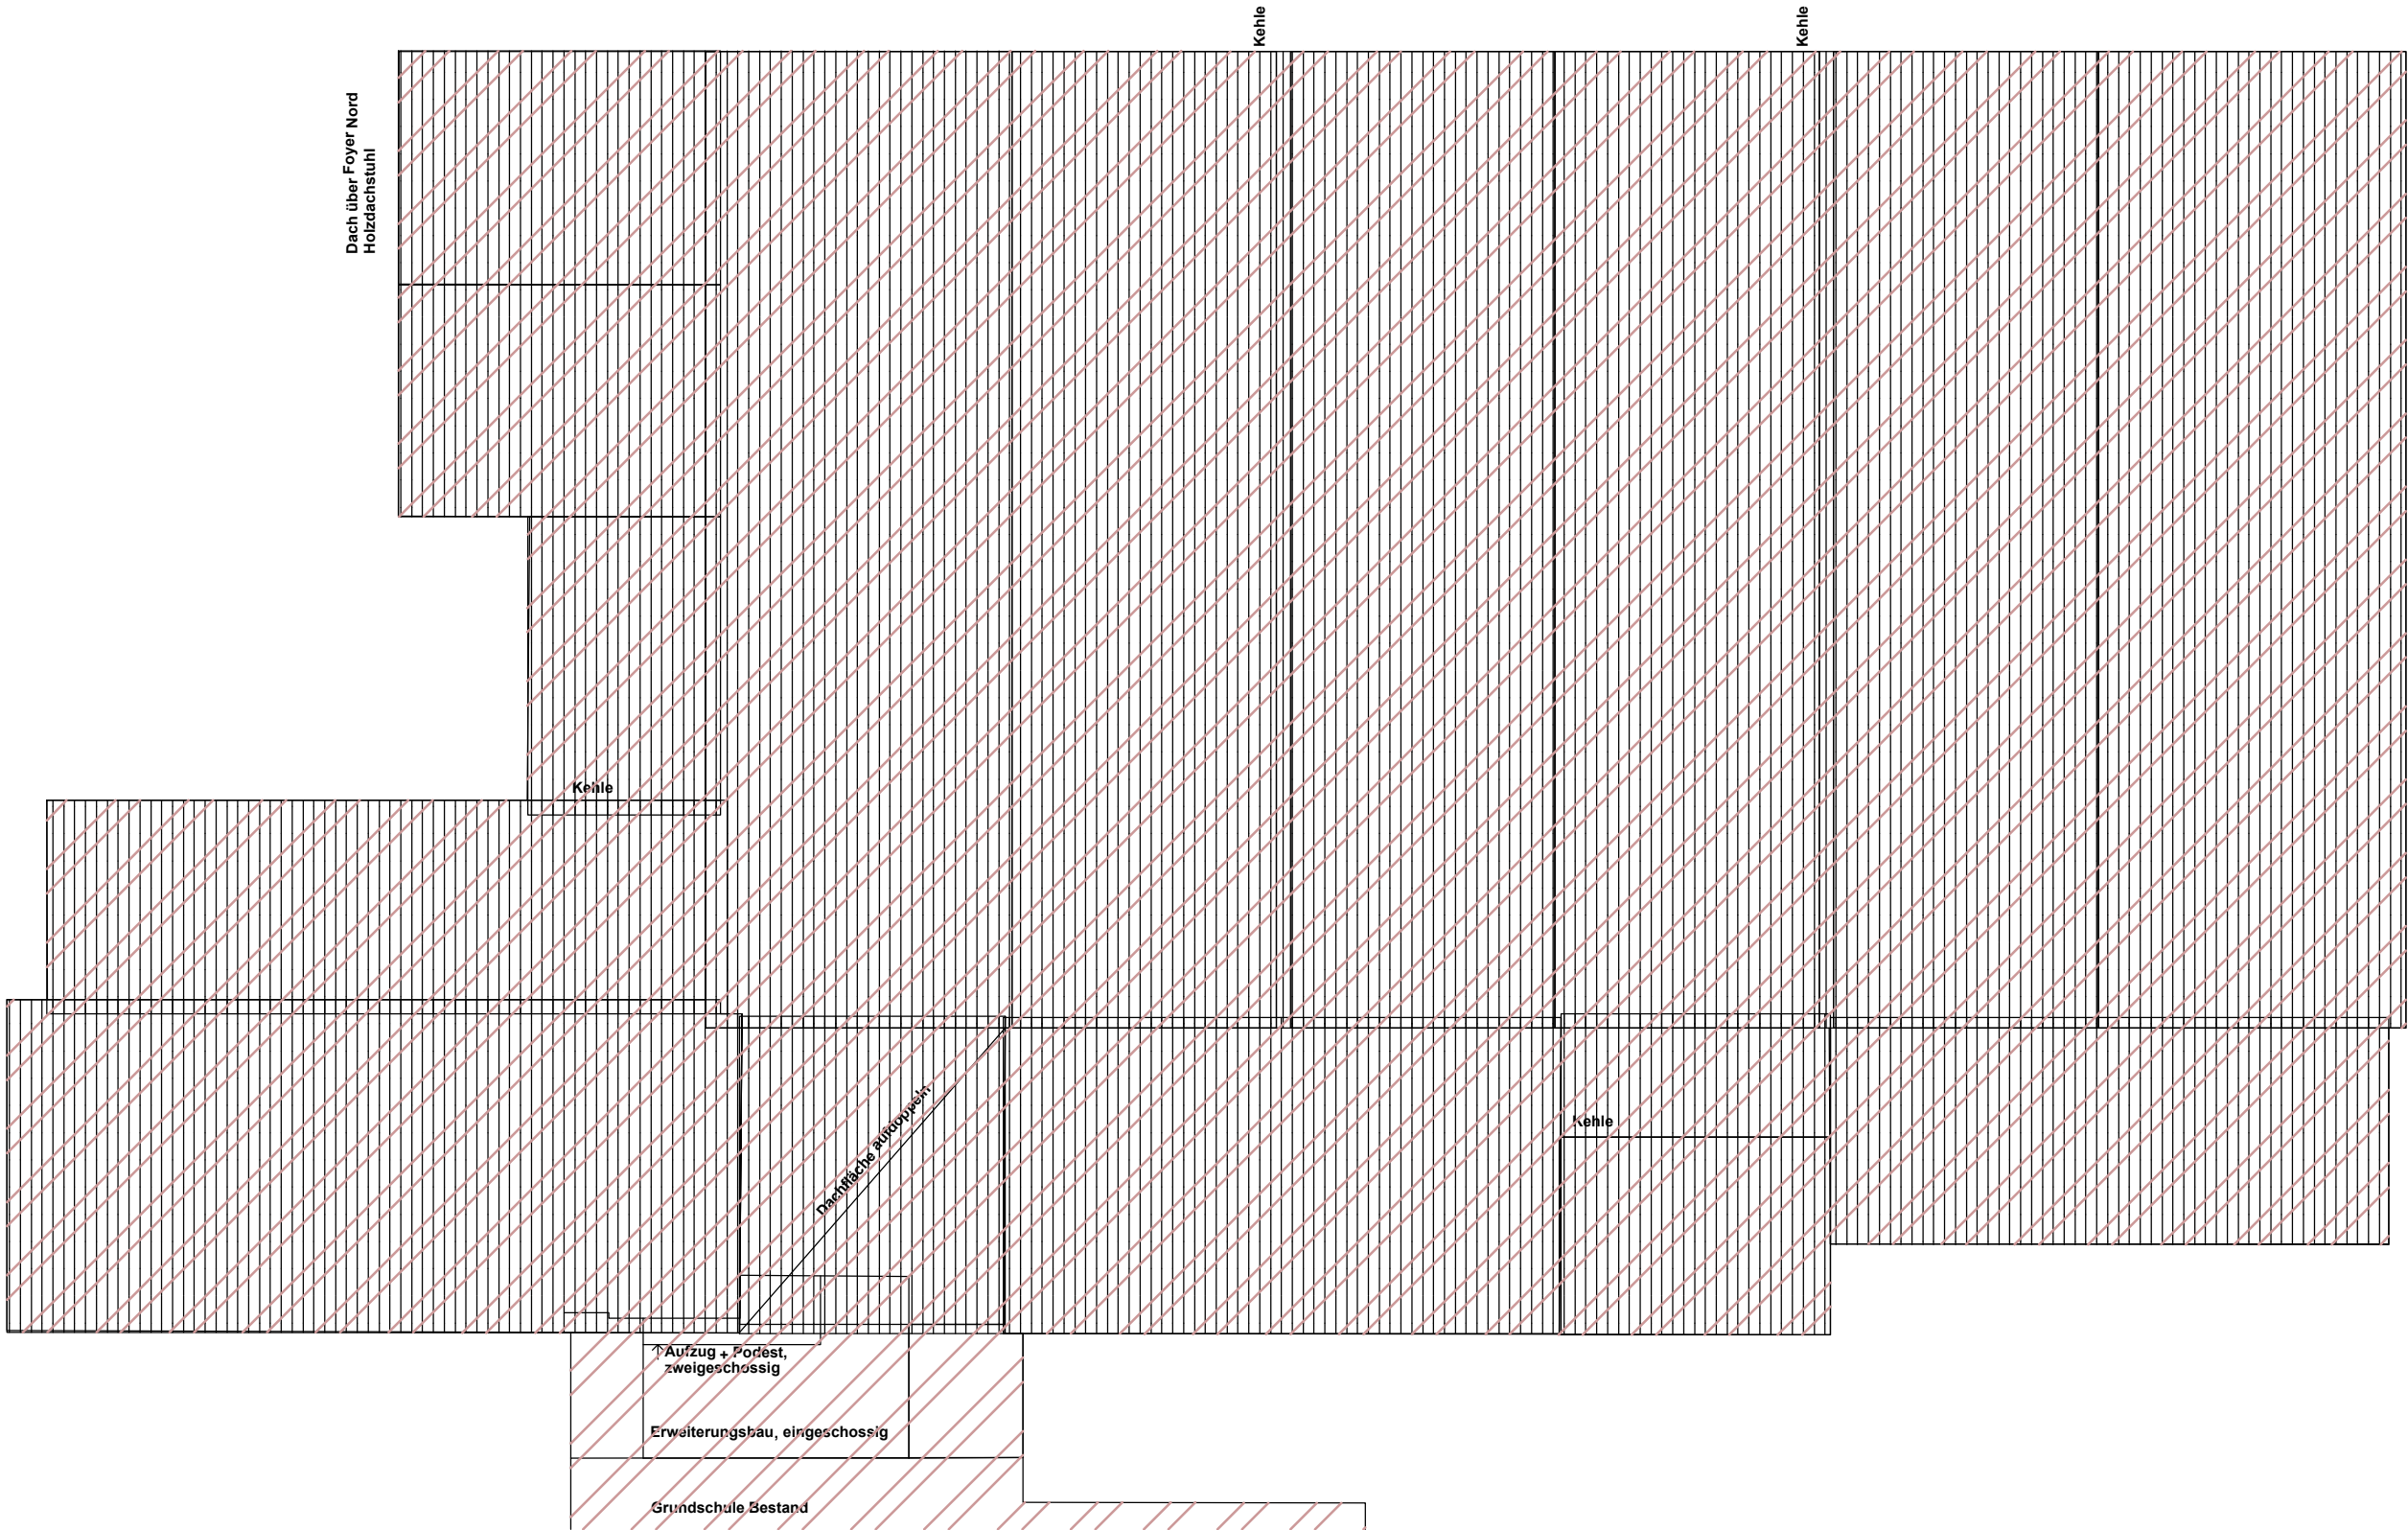 Kehle
Kehle
Dach über Foyer Nord
Holzdachstuhl
Kehle
Dachfläche aufdoppeln
Kehle
Aufzug + Podest,
zweigeschossig
Erweiterungsbau, eingeschossig
Grundschule Bestand